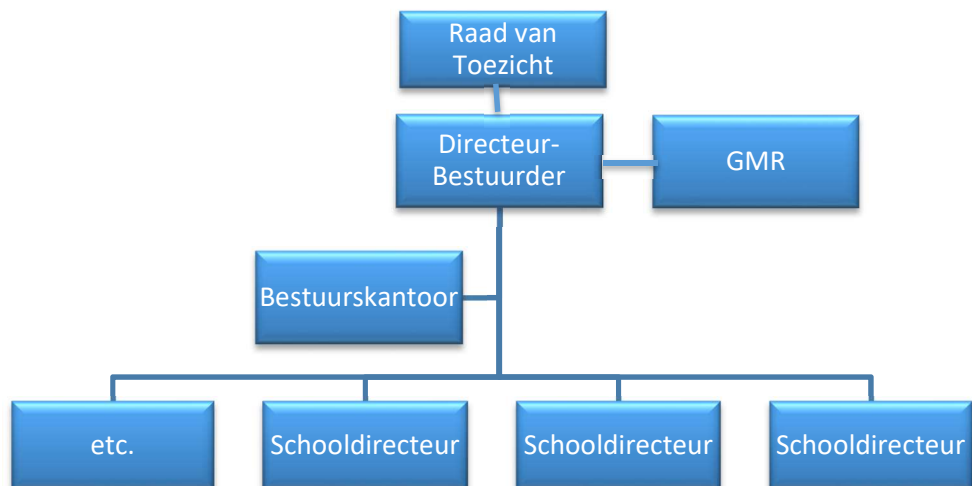 Raad van
Toezicht
Directeur-
Bestuurder
GMR
Bestuurskantoor
etc.
Schooldirecteur
Schooldirecteur
Schooldirecteur